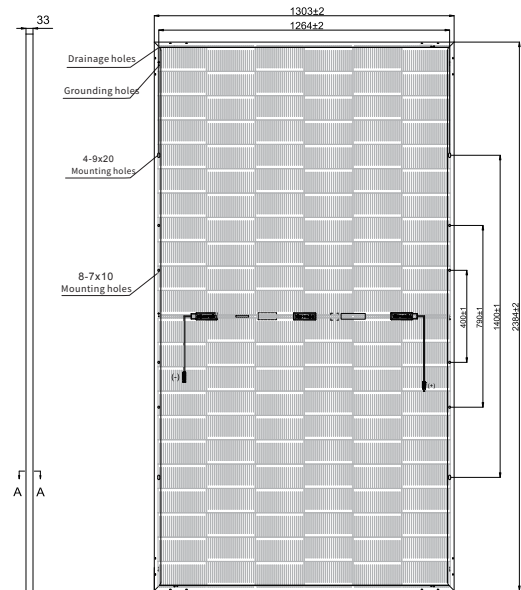 1303±2
33
1264±2
Drainage holes
Grounding holes
4-9x20
Mounting holes
8-7x10
Mounting holes
400±1
790±1
1400±1
2384±2
(-)
(+)
A
A